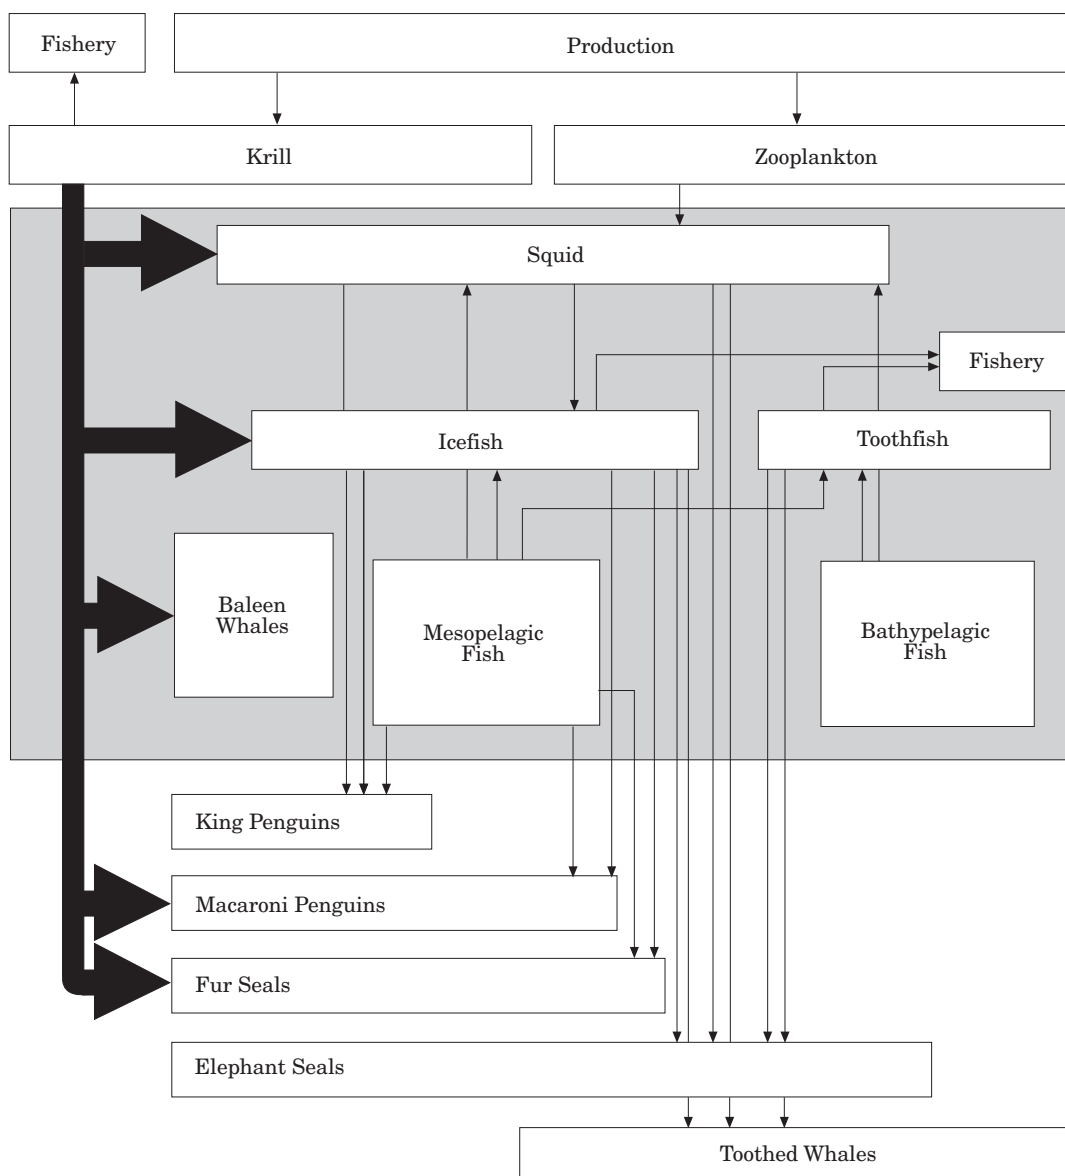 Fishery
Production
Krill
Zooplankton
Squid
Fishery
Icefish
Toothfish
Baleen
Whales
Mesopelagic
Fish
Bathypelagic
Fish
King Penguins
Macaroni Penguins
Fur Seals
Elephant Seals
Toothed Whales